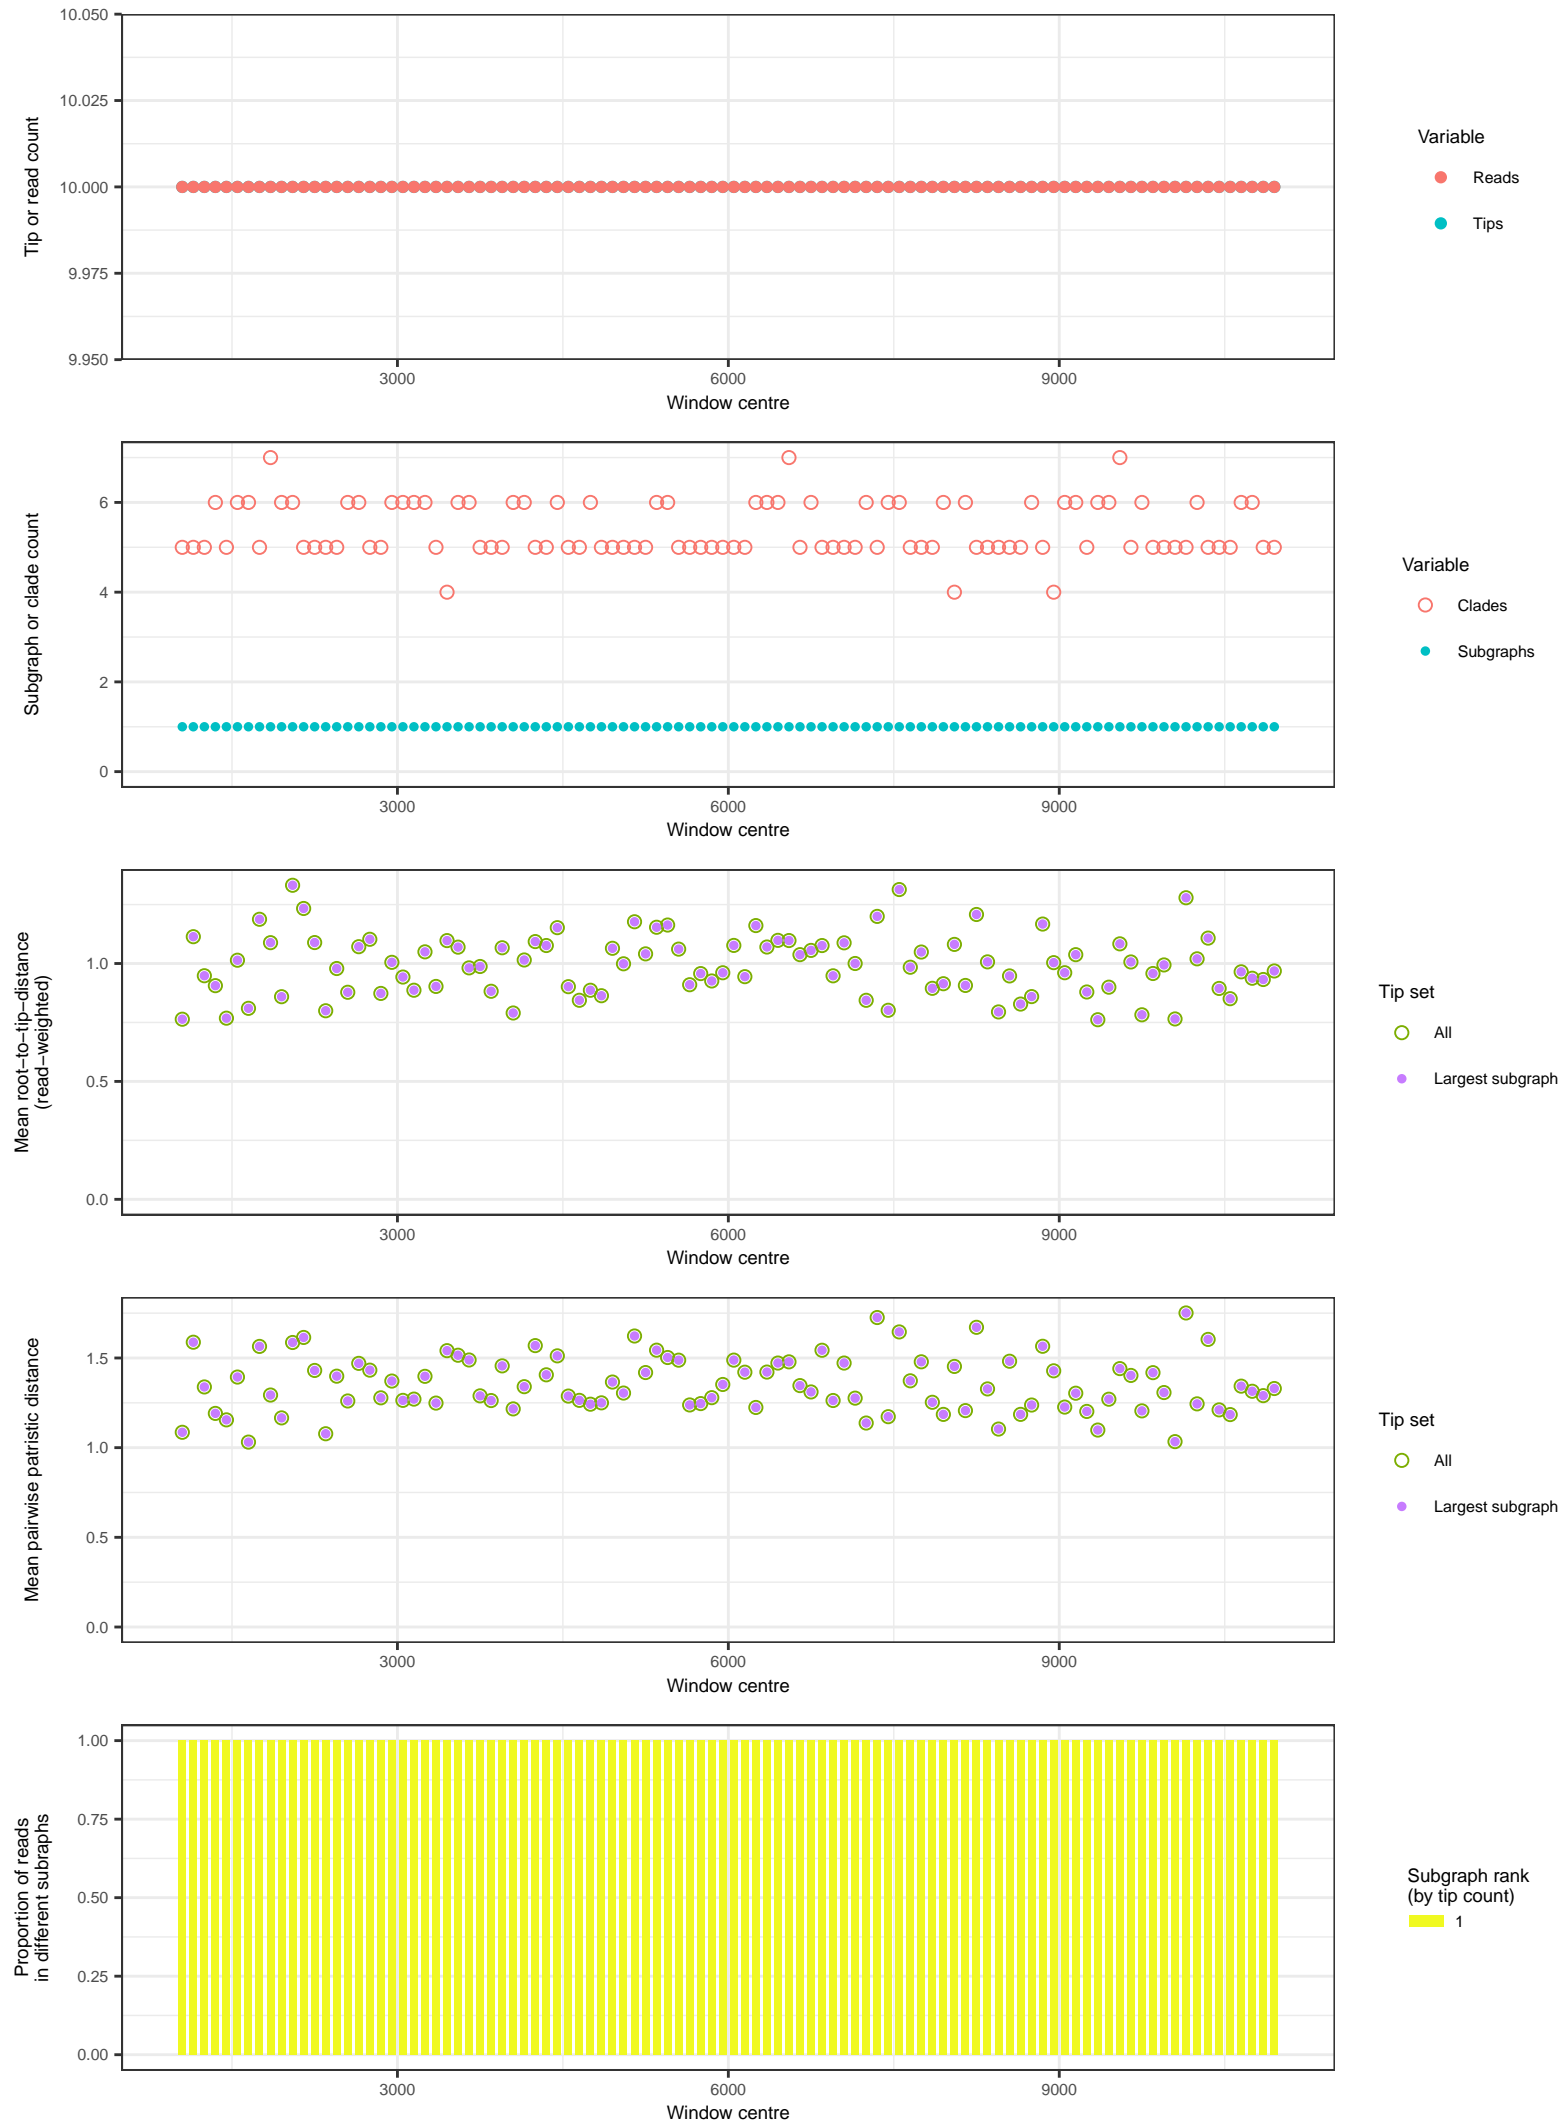 10.050
10.025
10.000
9.975
9.950
Tip or read count
3000 6000 9000
Window centre
Variable
Reads
Tips
6
4
2
0
Subgraph or clade count
3000 6000 9000
Window centre
Variable
Clades
Subgraphs
1.0
0.5
0.0
Mean root−to−tip−distance
(read−weighted)
3000 6000 9000
Window centre
Tip set
All
Largest subgraph
1.5
1.0
0.5
0.0
Mean pairwise patristic distance
3000 6000 9000
Window centre
Tip set
All
Largest subgraph
1.00
0.75
0.50
0.25
0.00
Proportion of reads
in different subraphs
3000 6000 9000
Window centre
Subgraph rank
(by tip count)
1